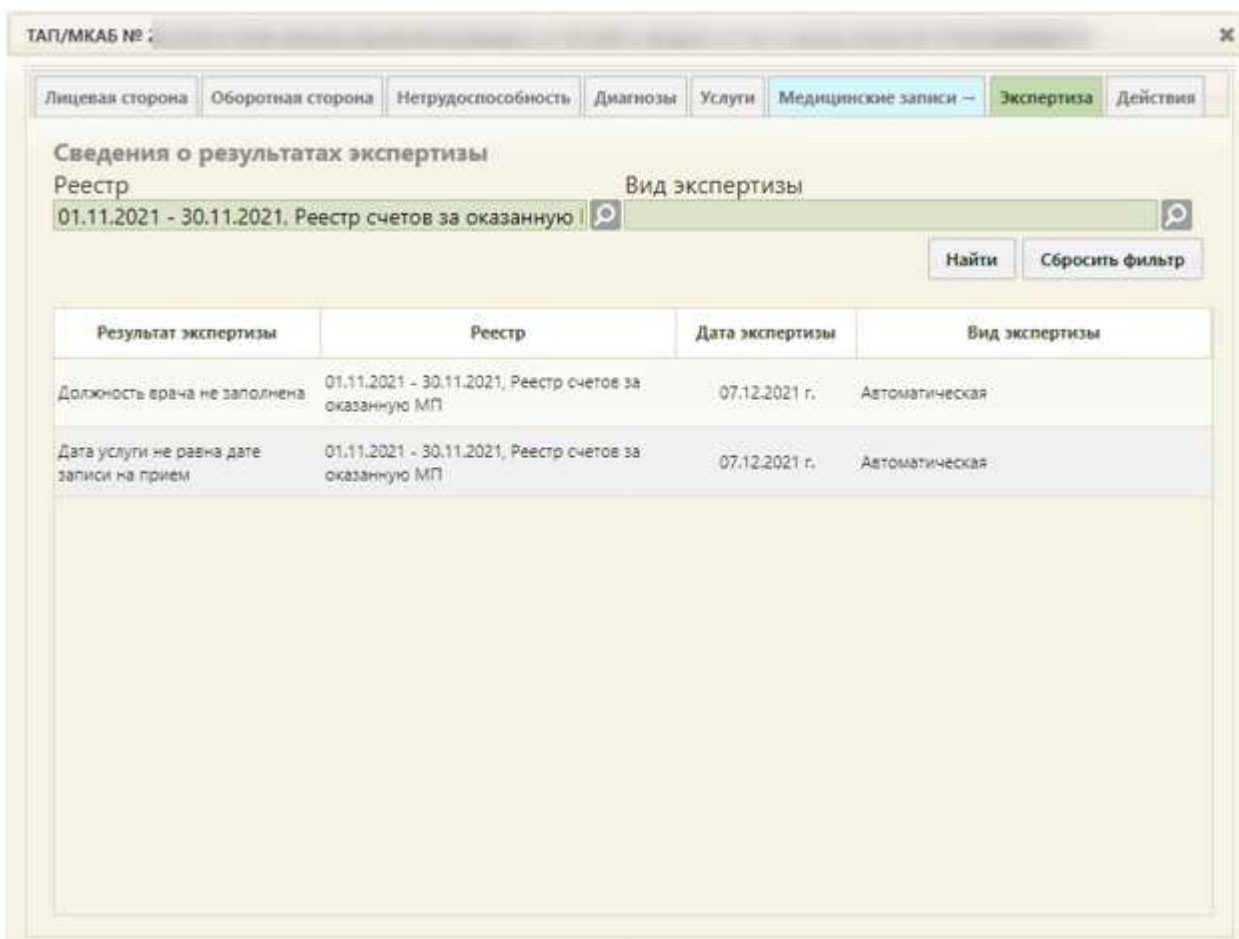 ТАП/МКАБ №
Лицевая сторона Оборотная сторона Нетрудоспособность Диагнозы Услуги Медицинские записи – Экспертиза Действия
Сведения о результатах экспертизы
Реестр Вид экспертизы
01.11.2021 - 30.11.2021, Реестр счетов за оказанную
Найти Сбросить фильтр
Результат экспертизы Реестр Дата экспертизы Вид экспертизы
Должность врача не заполнена 01.11.2021 - 30.11.2021, Реестр счетов за 07.12.2021 г. Автоматическая
оказанную МП
Дата услуги не равна дате 01.11.2021 - 30.11.2021, Реестр счетов за 07.12.2021 г. Автоматическая
записи на прием оказанную МП